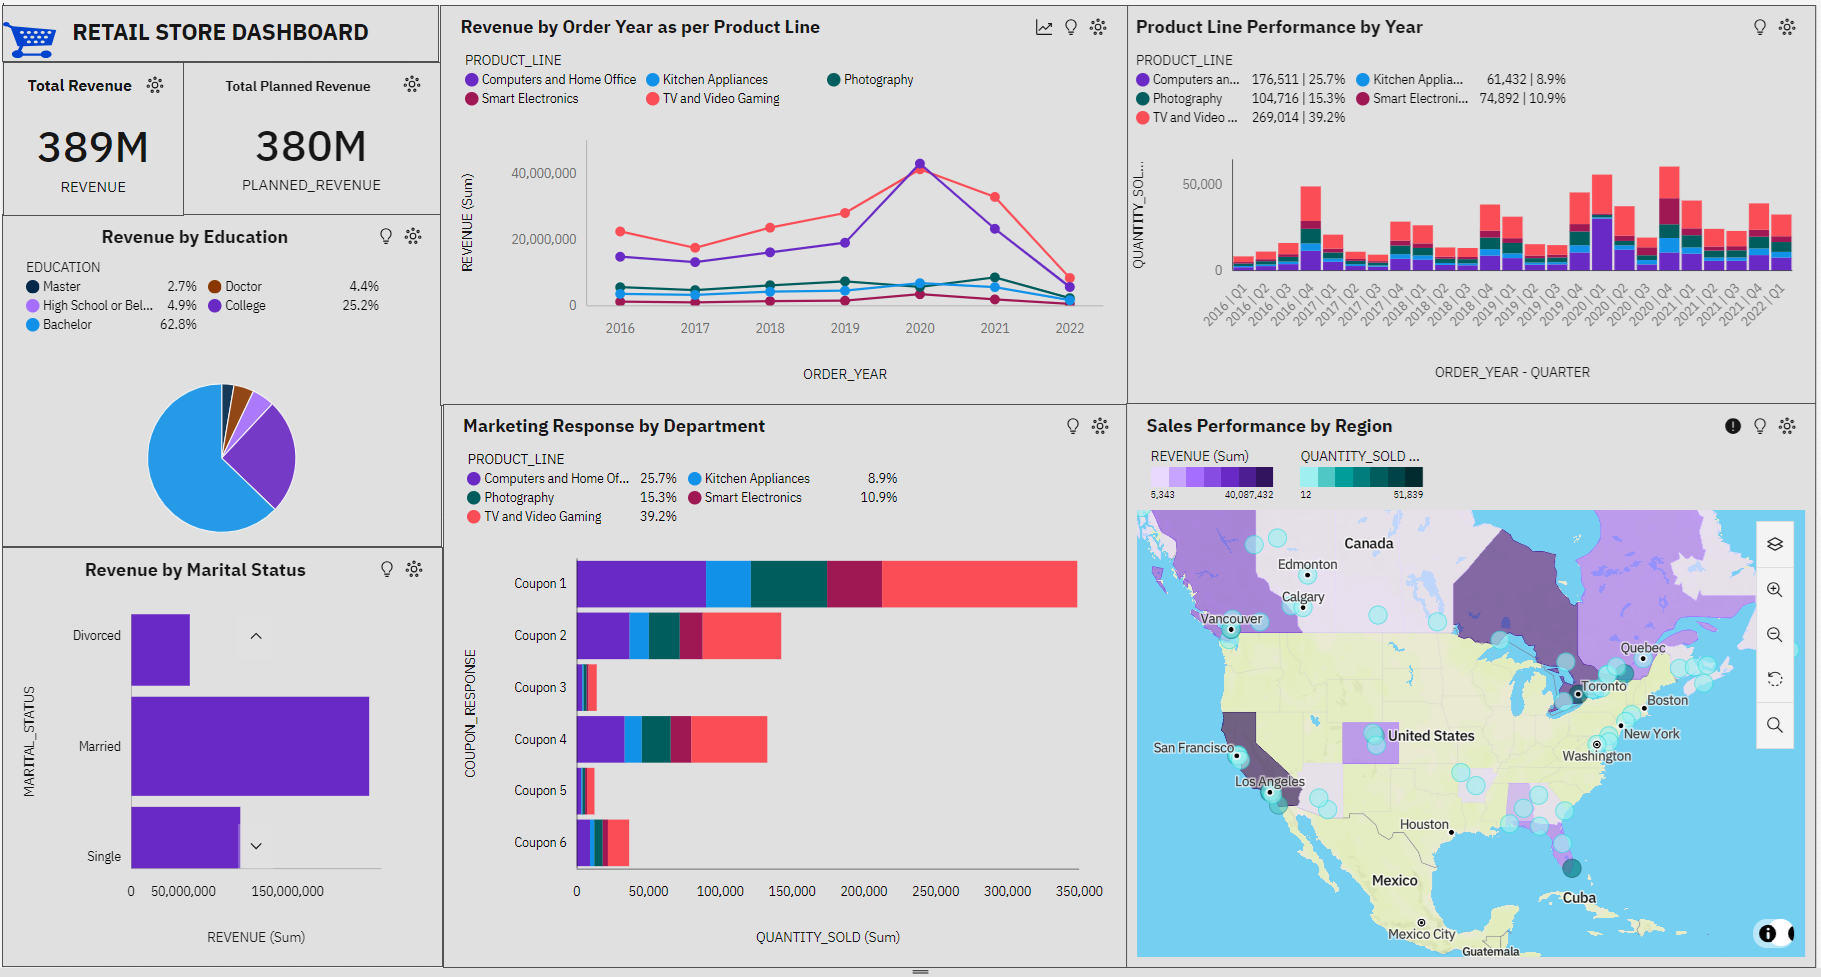 RETAIL STORE DASHBOARD
Total Revenue
389M
REVENUE
Total Planned Revenue
380M
PLANNED_REVENUE
Revenue by Education
EDUCATION
Master 2.7% Doctor 4.4%
High School or Bel... 4.9% College 25.2%
Bachelor 62.8%
Revenue by Marital Status
MARITAL_STATUS
Divorced
Married
Single
0 50,000,000 150,000,000
REVENUE (Sum)
Revenue by Order Year as per Product Line
PRODUCT_LINE
Computers and Home Office Kitchen Appliances Photography
Smart Electronics TV and Video Gaming
REVENUE (Sum)
40,000,000
20,000,000
0
2016 2017 2018 2019 2020 2021 2022
ORDER_YEAR
Product Line Performance by Year
PRODUCT_LINE
Computers an... 176,511 | 25.7% Kitchen Applia... 61,432 | 8.9%
Photography 104,716 | 15.3% Smart Electroni... 74,892 | 10.9%
TV and Video ... 269,014 | 39.2%
QUANTITY_SOL...
50,000
0
2016 | Q1 2016 | Q2 2016 | Q3 2016 | Q4 2017 | Q1 2017 | Q2 2017 | Q3 2017 | Q4 2018 | Q1 2018 | Q2 2018 | Q3 2018 | Q4 2019 | Q1 2019 | Q2 2019 | Q3 2019 | Q4 2020 | Q1 2020 | Q2 2020 | Q3 2020 | Q4 2021 | Q1 2021 | Q2 2021 | Q3 2021 | Q4 2022 | Q1
ORDER_YEAR - QUARTER
Marketing Response by Department
PRODUCT_LINE
Computers and Home Of... 25.7% Kitchen Appliances 8.9%
Photography 15.3% Smart Electronics 10.9%
TV and Video Gaming 39.2%
COUPON_RESPONSE
Coupon 1
Coupon 2
Coupon 3
Coupon 4
Coupon 5
Coupon 6
0 50,000 100,000 150,000 200,000 250,000 300,000 350,000
QUANTITY_SOLD (Sum)
Sales Performance by Region
REVENUE (Sum) QUANTITY_SOLD ...
5,343 40,087,432 12 51,839
Canada
Edmonton
Calgary
Vancouver
Quebec
Toronto
Boston
New York
United States
San Francisco
Washington
Los Angeles
Houston
Mexico
Cuba
Mexico City
Guatemala